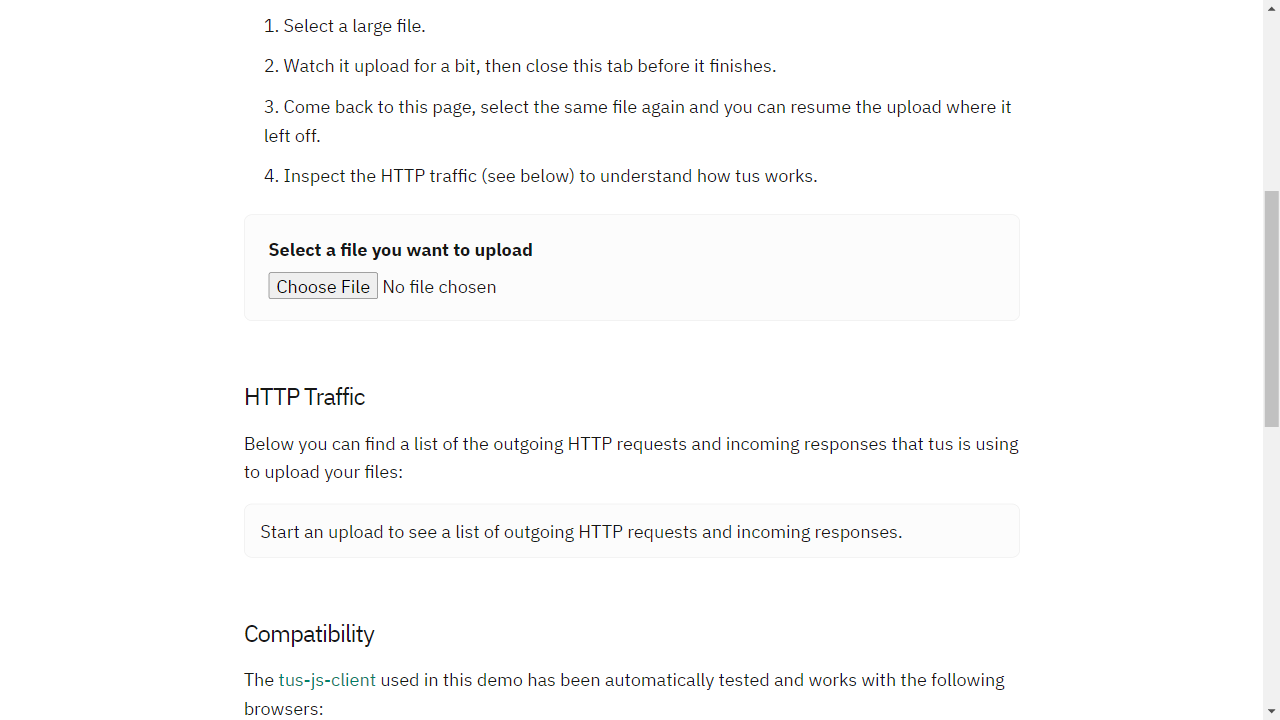 1. Select a large file.
2. Watch it upload for a bit, then close this tab before it finishes.
3. Come back to this page, select the same file again and you can resume the upload where it
left off.
4. Inspect the HTTP traffic (see below) to understand how tus works.
Select a file you want to upload
Choose File No file chosen
HTTP Traffic
Below you can find a list of the outgoing HTTP requests and incoming responses that tus is using
to upload your files:
Start an upload to see a list of outgoing HTTP requests and incoming responses.
Compatibility
The tus-js-client used in this demo has been automatically tested and works with the following
browsers: